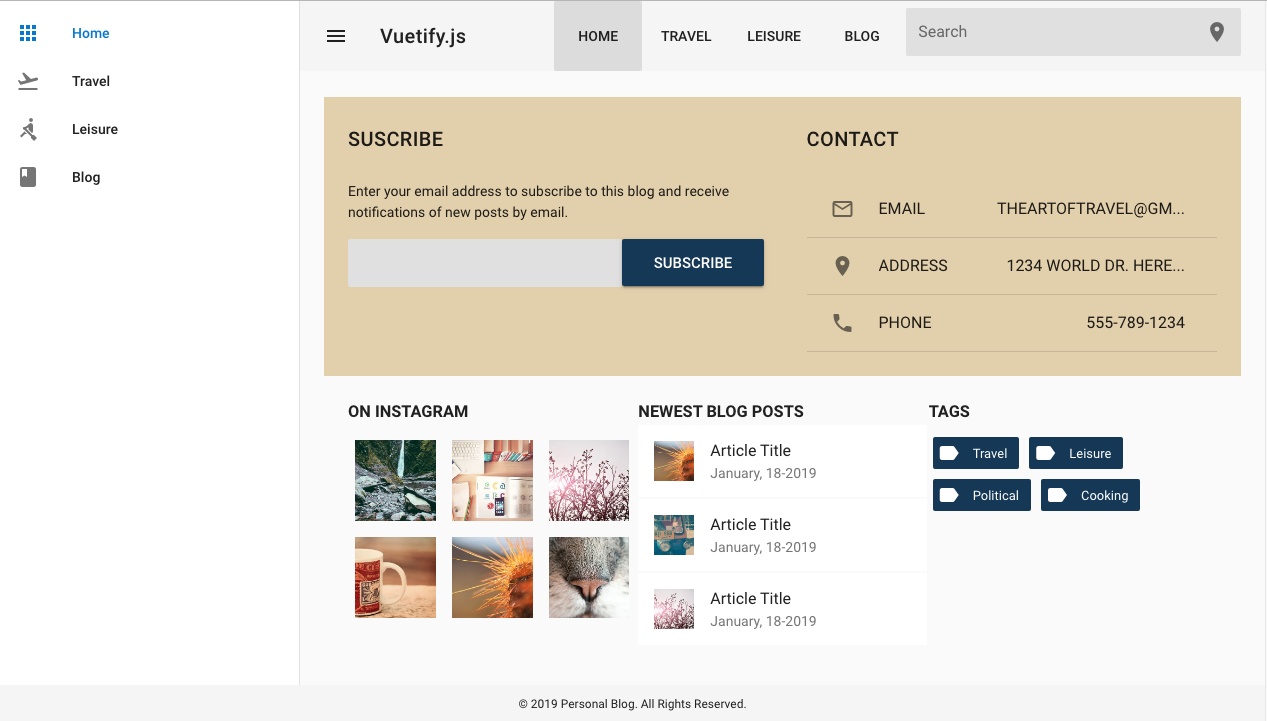 Home
Travel
Leisure
Blog
Vuetify.js
HOME
TRAVEL
LEISURE
BLOG
Search
SUSCRIBE
Enter your email address to subscribe to this blog and receive
notifications of new posts by email.
SUBSCRIBE
CONTACT
EMAIL THEARTOFTRAVEL@GM...
ADDRESS 1234 WORLD DR. HERE...
PHONE 555-789-1234
ON INSTAGRAM
NEWEST BLOG POSTS
Article Title
January, 18-2019
Article Title
January, 18-2019
Article Title
January, 18-2019
TAGS
Travel
Leisure
Political
Cooking
© 2019 Personal Blog. All Rights Reserved.